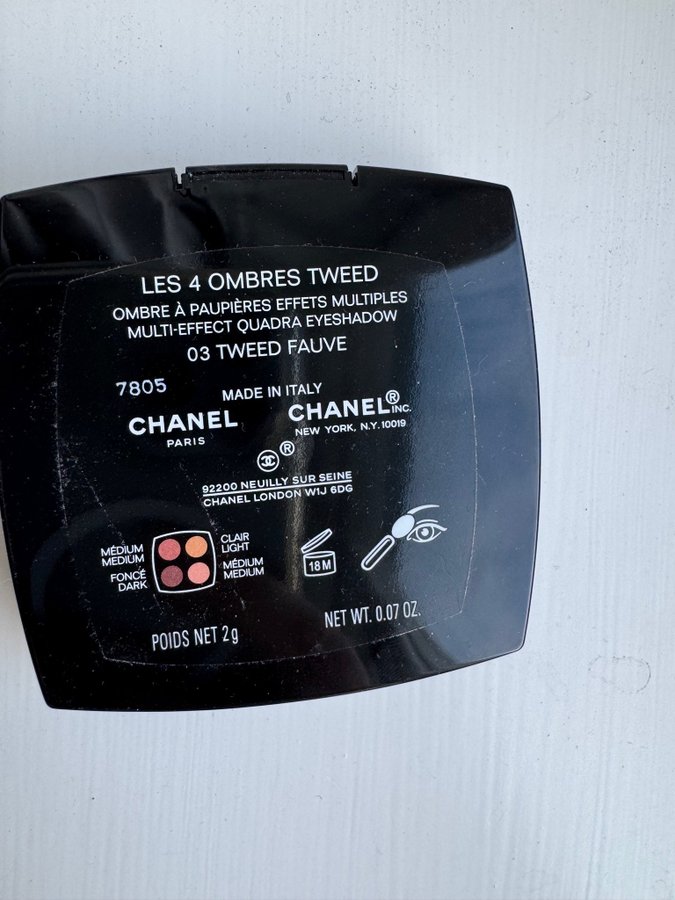 LES 4 OMBRES TWEED
OMBRE À PAUPIÈRES EFFETS MULTIPLES
MULTI-EFFECT QUADRA EYESHADOW
03 TWEED FAUVE
7805
MADE IN ITALY
CHANEL
PARIS
CHANEL® INC.
NEW YORK, N.Y. 10019
®
92200 NEUILLY SUR SEINE
CHANEL LONDON W1J 6DG
MÉDIUM
MEDIUM
CLAIR
LIGHT
FONCÉ
DARK
MÉDIUM
MEDIUM
18 M
POIDS NET 2g
NET WT. 0.07 OZ.